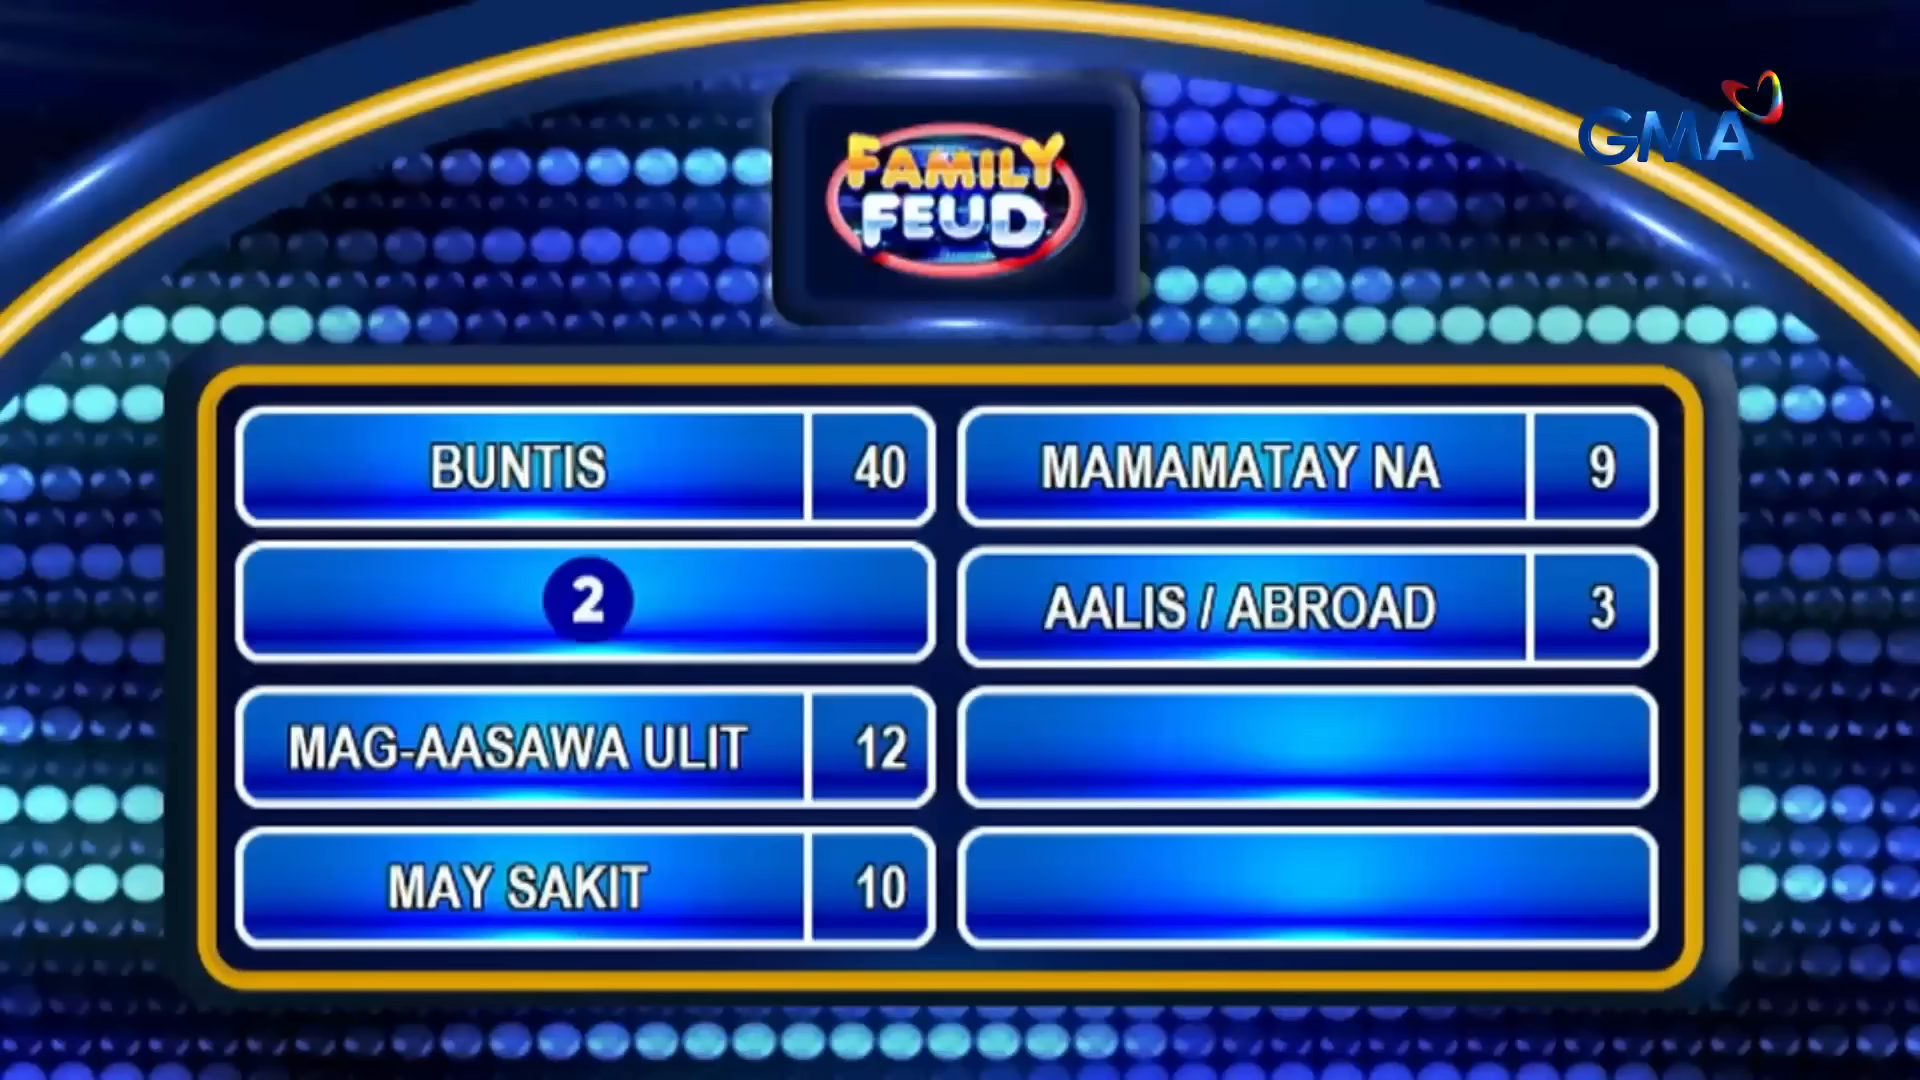 FAMILY
FEUD
GMA
BUNTIS 40
2
MAG-AASAWA ULIT 12
MAY SAKIT 10
MAMAMATAY NA 9
AALIS / ABROAD 3